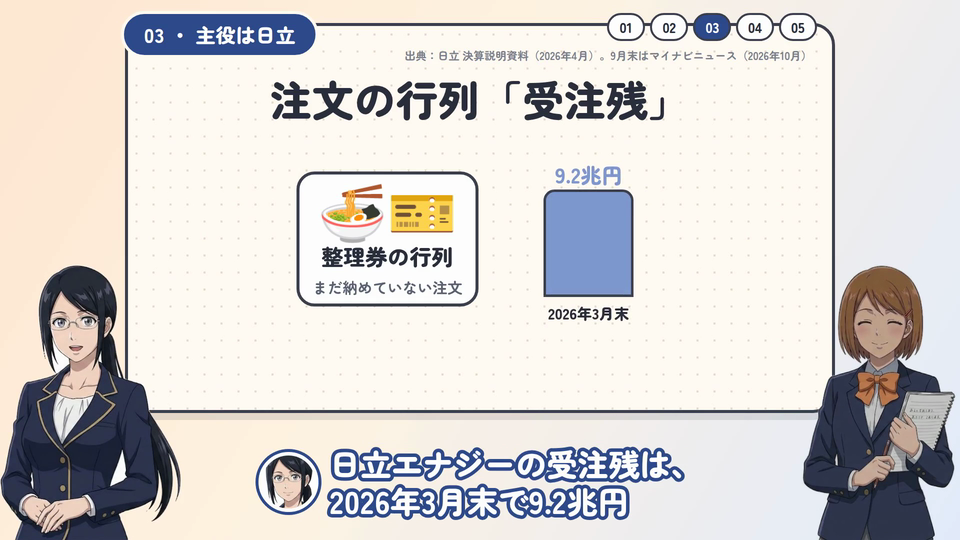 03 ・ 主役は日立
01 02 03 04 05
出典：日立 決算説明資料（2026年4月）。9月末はマイナビニュース（2026年10月）
注文の行列「受注残」
9.2兆円
整理券の行列
まだ納めていない注文
2026年3月末
日立エナジーの受注残は、
2026年3月末で9.2兆円